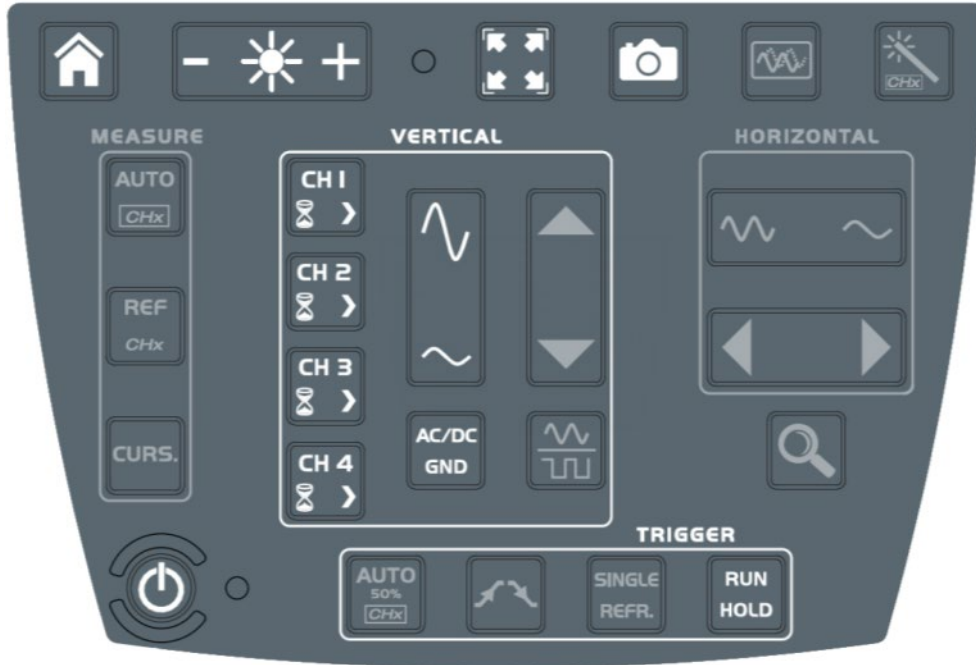 CHx
MEASURE
VERTICAL
HORIZONTAL
AUTO
CHx
REF
CHx
CURS.
CH 1
CH 2
CH 3
CH 4
AC/DC
GND
TRIGGER
AUTO
50%
CHx
SINGLE
REFR.
RUN
HOLD